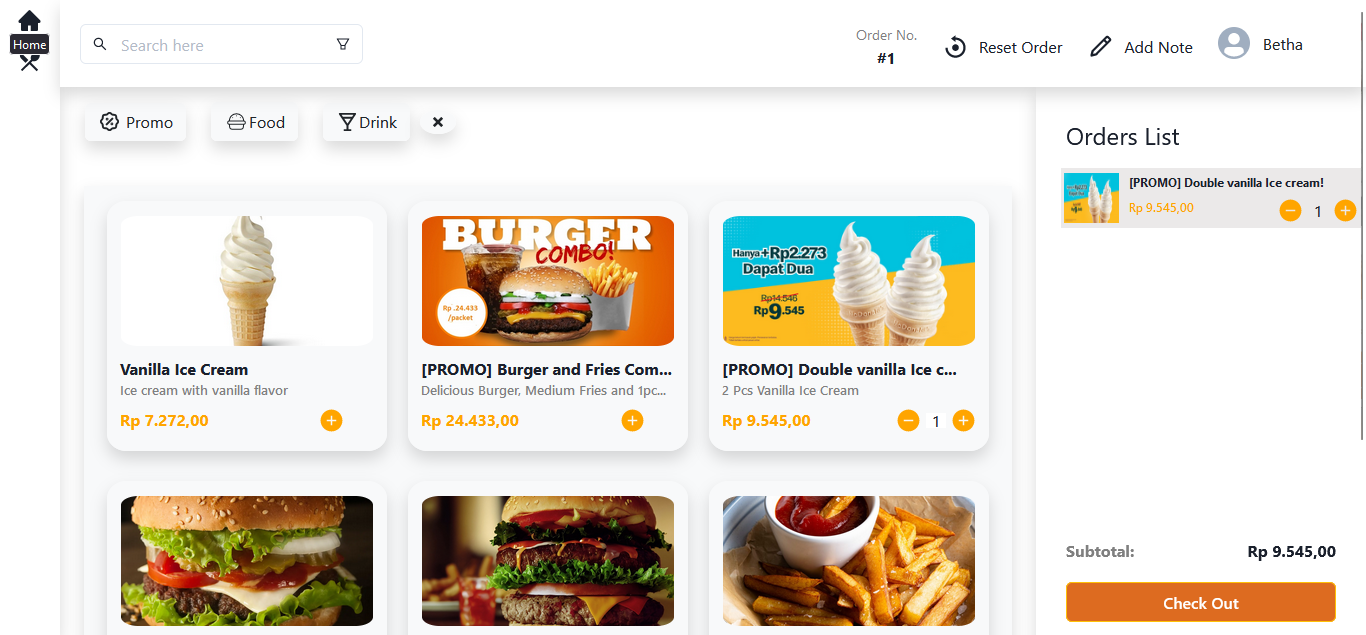 Home
Search here
Order No.
#1
Reset Order
Add Note
Betha
Promo
Food
Drink
Orders List
[PROMO] Double vanilla Ice cream!
Rp 9.545,00
1
BURGER
COMBO!
Rp .24.433
/packet
Hanya+Rp2.273
Dapat Dua
Rp14.546
Rp9.545
Vanilla Ice Cream
Ice cream with vanilla flavor
Rp 7.272,00
[PROMO] Burger and Fries Com...
Delicious Burger, Medium Fries and 1pc...
Rp 24.433,00
[PROMO] Double vanilla Ice c...
2 Pcs Vanilla Ice Cream
Rp 9.545,00
1
Subtotal:
Rp 9.545,00
Check Out